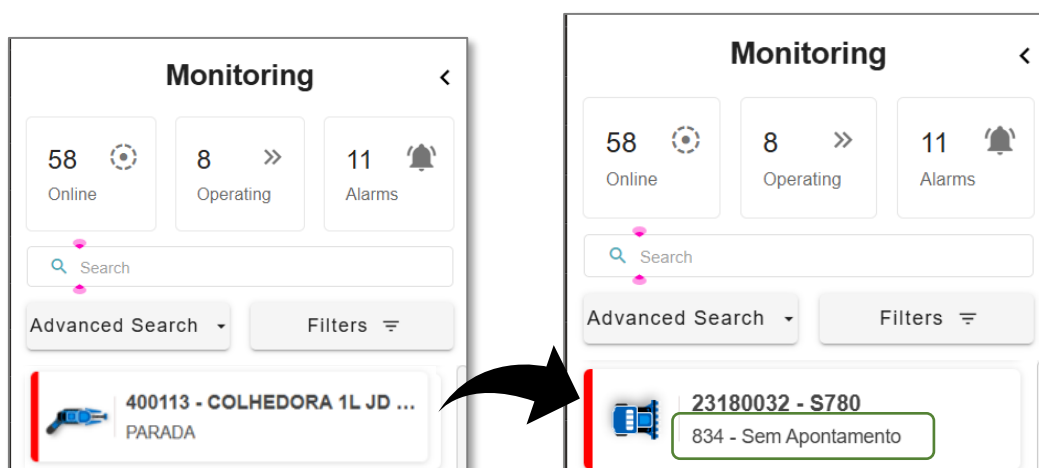 Monitoring
58
Online
8
Operating
11
Alarms
Search
Advanced Search
Filters
400113 - COLHEDORA 1L JD ...
PARADA
Monitoring
58
Online
8
Operating
11
Alarms
Search
Advanced Search
Filters
23180032 - S780
834 - Sem Apontamento